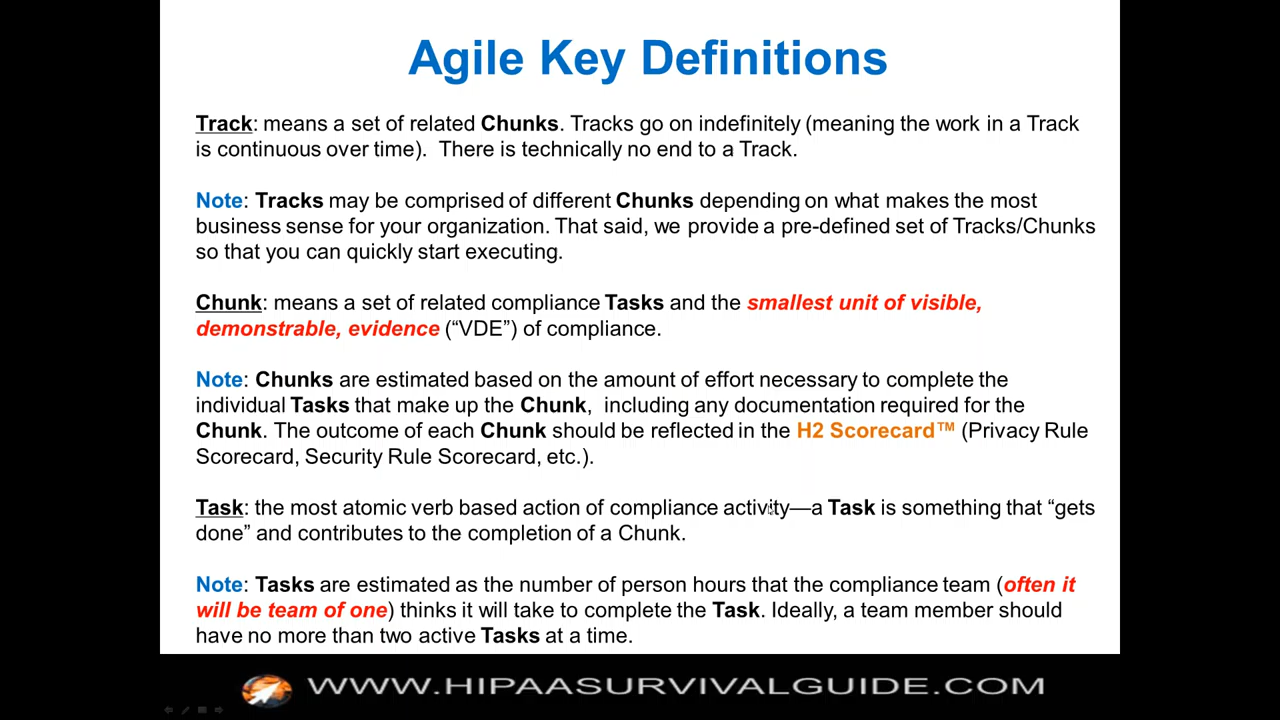 Agile Key Definitions
Track: means a set of related Chunks. Tracks go on indefinitely (meaning the work in a Track
is continuous over time).  There is technically no end to a Track.
Note: Tracks may be comprised of different Chunks depending on what makes the most
business sense for your organization. That said, we provide a pre-defined set of Tracks/Chunks
so that you can quickly start executing.
Chunk: means a set of related compliance Tasks and the smallest unit of visible,
demonstrable, evidence (“VDE”) of compliance.
Note: Chunks are estimated based on the amount of effort necessary to complete the
individual Tasks that make up the Chunk,  including any documentation required for the
Chunk. The outcome of each Chunk should be reflected in the H2 Scorecard™ (Privacy Rule
Scorecard, Security Rule Scorecard, etc.).
Task: the most atomic verb based action of compliance activity—a Task is something that “gets
done” and contributes to the completion of a Chunk.
Note: Tasks are estimated as the number of person hours that the compliance team (often it
will be team of one) thinks it will take to complete the Task. Ideally, a team member should
have no more than two active Tasks at a time.
WWW.HIPAASURVIVALGUIDE.COM